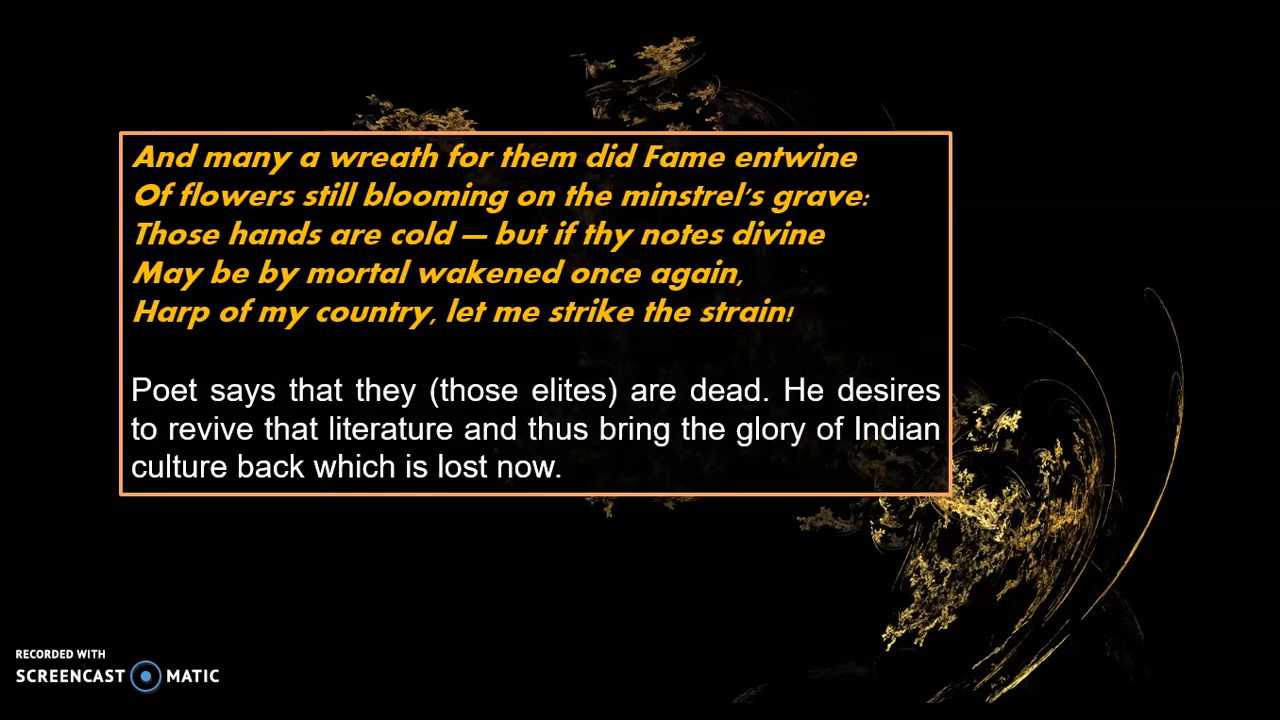 And many a wreath for them did Fame entwine
Of flowers still blooming on the minstrel's grave:
Those hands are cold — but if thy notes divine
May be by mortal wakened once again,
Harp of my country, let me strike the strain!
Poet says that they (those elites) are dead. He desires
to revive that literature and thus bring the glory of Indian
culture back which is lost now.
RECORDED WITH
SCREENCAST MATIC